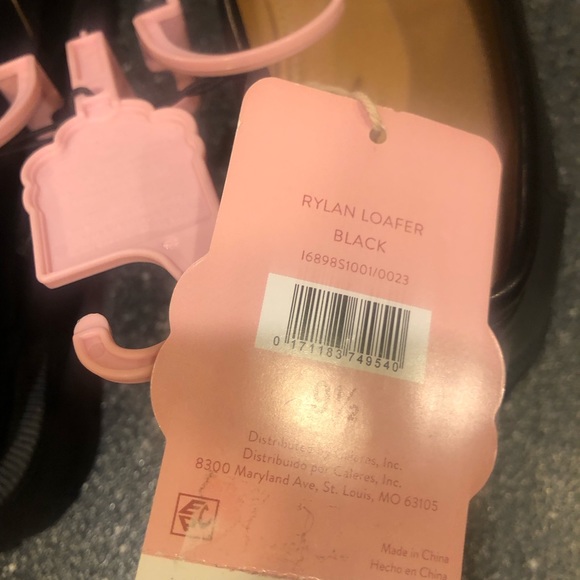 RYLAN LOAFER
BLACK
I6898S1001/0023
0 171183 749540
9½
Distributed by Caleres, Inc.
Distribuido por Caleres, Inc.
8300 Maryland Ave, St. Louis, MO 63105
Made in China
Hecho en China